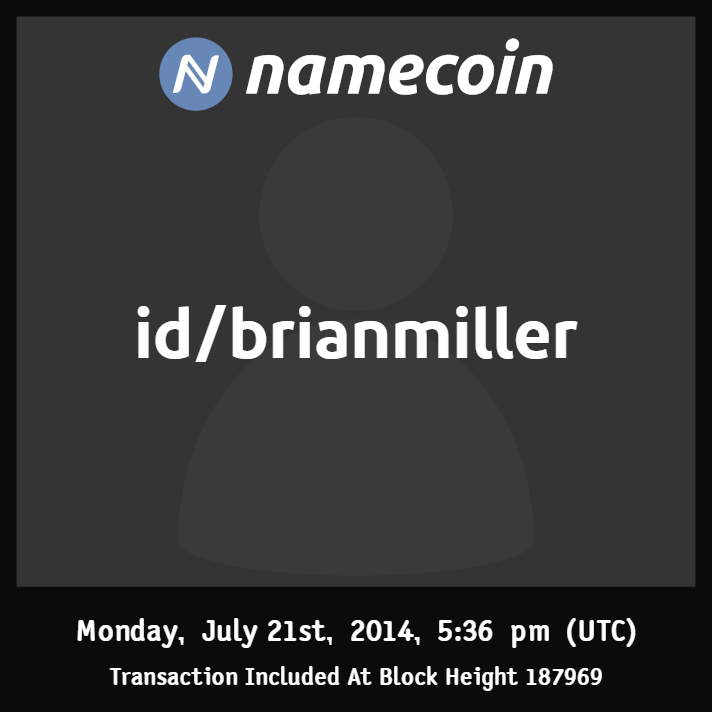 namecoin
id/brianmiller
Monday, July 21st, 2014, 5:36 pm (UTC)
Transaction Included At Block Height 187969